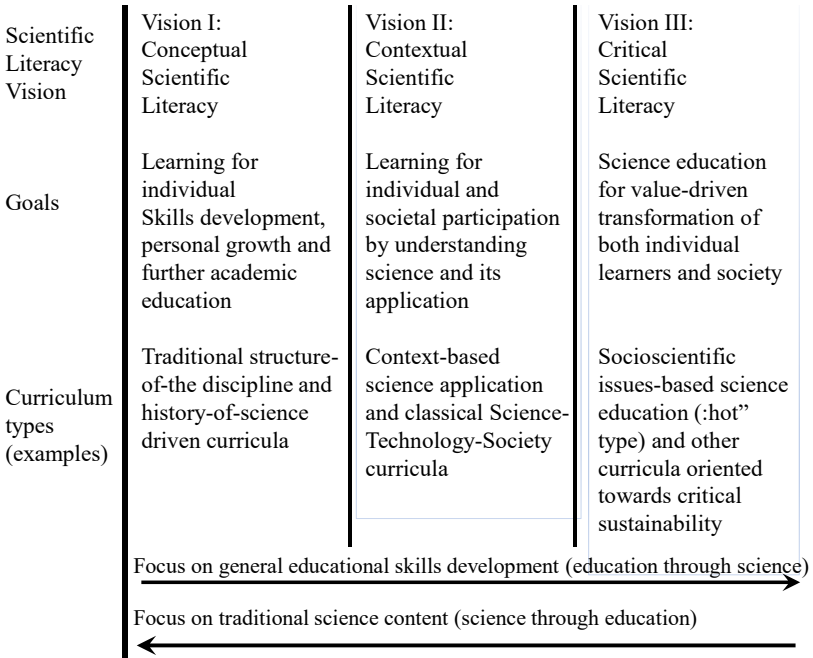 Scientific
Literacy
Vision
Vision I:
Conceptual
Scientific
Literacy
Vision II:
Contextual
Scientific
Literacy
Vision III:
Critical
Scientific
Literacy
Goals
Learning for
individual
Skills development,
personal growth and
further academic
education
Learning for
individual and
societal participation
by understanding
science and its
application
Science education
for value-driven
transformation of
both individual
learners and society
Curriculum
types
(examples)
Traditional structure-
of-the discipline and
history-of-science
driven curricula
Context-based
science application
and classical Science-
Technology-Society
curricula
Socioscientific
issues-based science
education (:hot”
type) and other
curricula oriented
towards critical
sustainability
Focus on general educational skills development (education through science)
Focus on traditional science content (science through education)